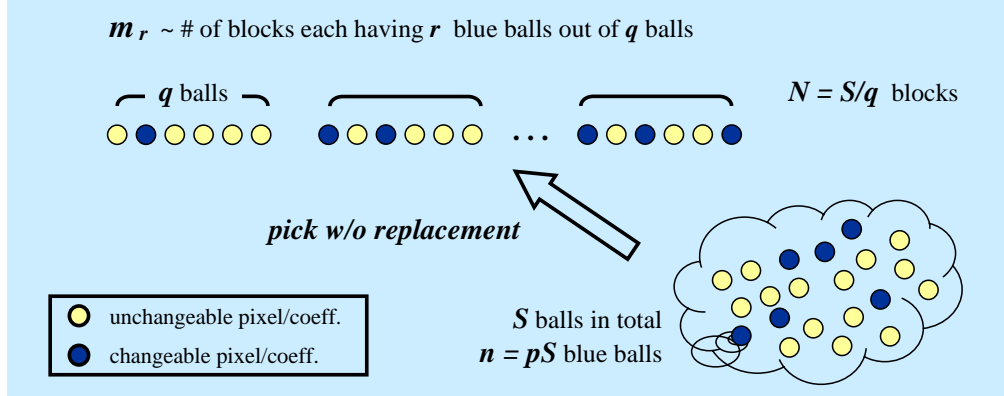 m r ~ # of blocks each having r blue balls out of q balls
q balls
N = S/q blocks
...
pick w/o replacement
unchangeable pixel/coeff.
changeable pixel/coeff.
S balls in total
n = pS blue balls